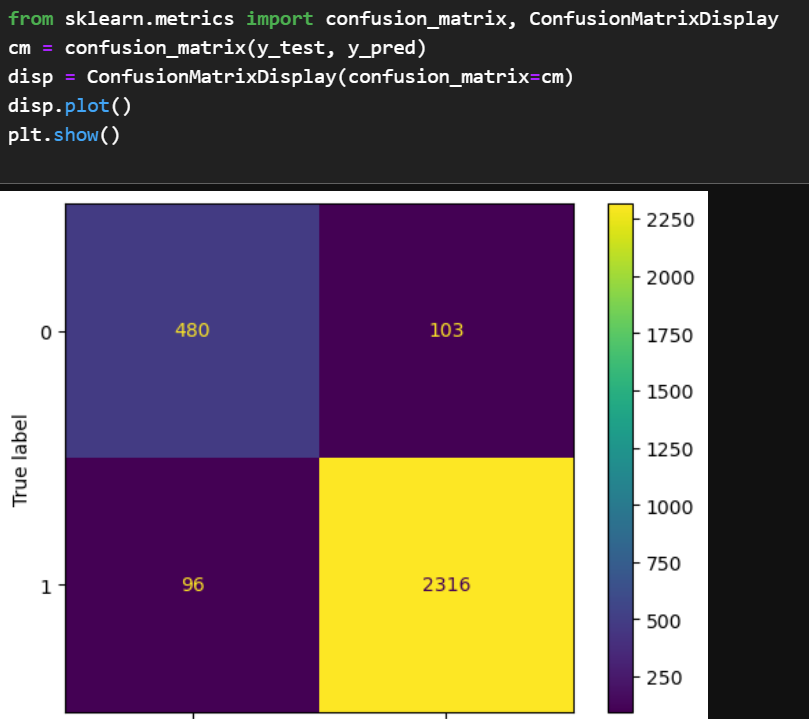 from sklearn.metrics import confusion_matrix, ConfusionMatrixDisplay
cm = confusion_matrix(y_test, y_pred)
disp = ConfusionMatrixDisplay(confusion_matrix=cm)
disp.plot()
plt.show()
True label
0
480
103
1
96
2316
2250
2000
1750
1500
1250
1000
750
500
250